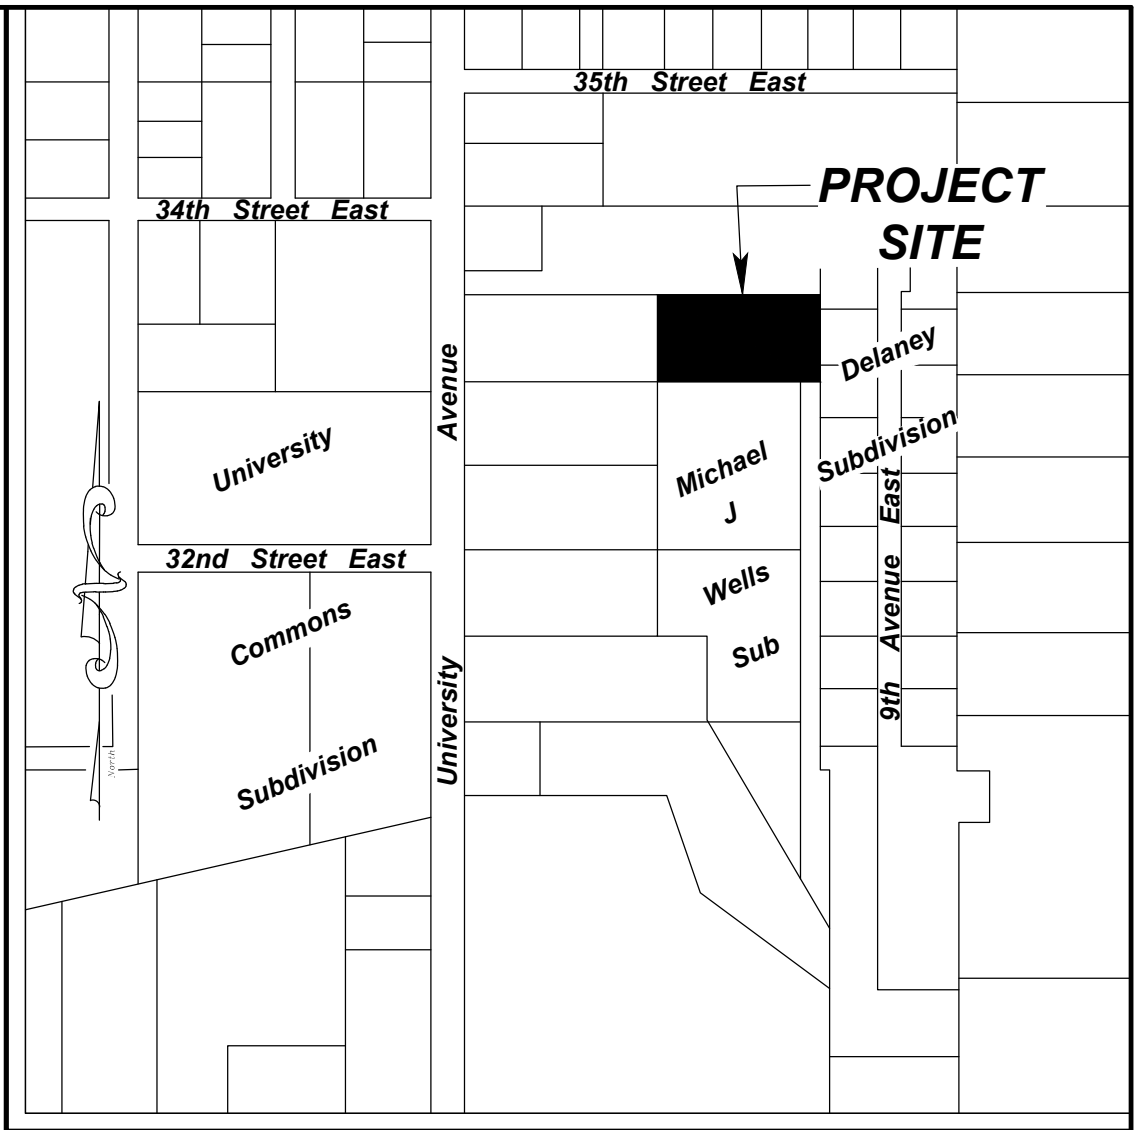 35th Street East
PROJECT
SITE
34th Street East
Avenue
Delaney
Subdivision
University
Michael
J
9th Avenue East
32nd Street East
Wells
Commons
Sub
University
Subdivision
North